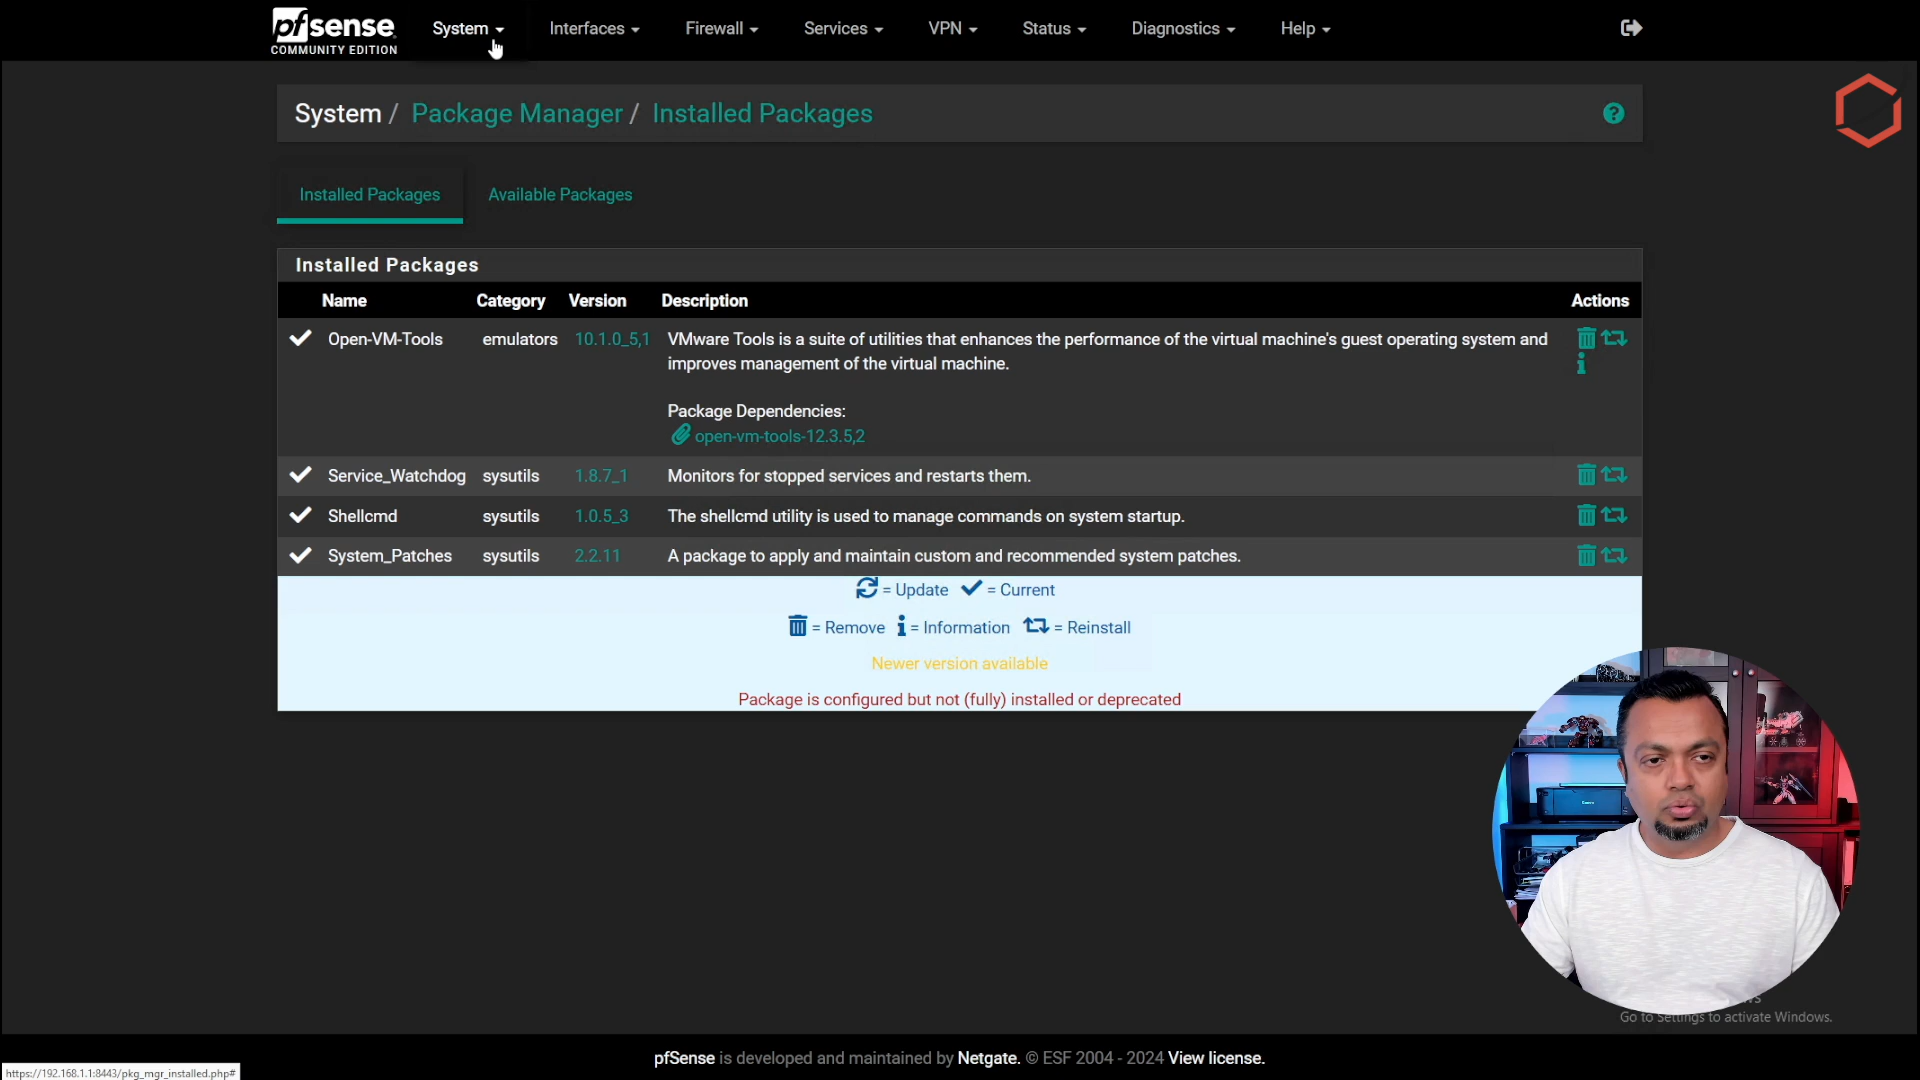 pfsense
COMMUNITY EDITION
System
Interfaces
Firewall
Services
VPN
Status
Diagnostics
Help
System / Package Manager / Installed Packages
Installed Packages
Available Packages
Installed Packages
Name Category Version Description Actions
Open-VM-Tools emulators 10.1.0_5,1 VMware Tools is a suite of utilities that enhances the performance of the virtual machine's guest operating system and
improves management of the virtual machine.
Package Dependencies:
open-vm-tools-12.3.5,2
Service_Watchdog sysutils 1.8.7_1 Monitors for stopped services and restarts them.
Shellcmd sysutils 1.0.5_3 The shellcmd utility is used to manage commands on system startup.
System_Patches sysutils 2.2.11 A package to apply and maintain custom and recommended system patches.
= Update = Current
= Remove = Information = Reinstall
Newer version available
Package is configured but not (fully) installed or deprecated
Go to Settings to activate Windows.
pfSense is developed and maintained by Netgate. © ESF 2004 - 2024 View license.
https://192.168.1.1:8443/pkg_mgr_installed.php#